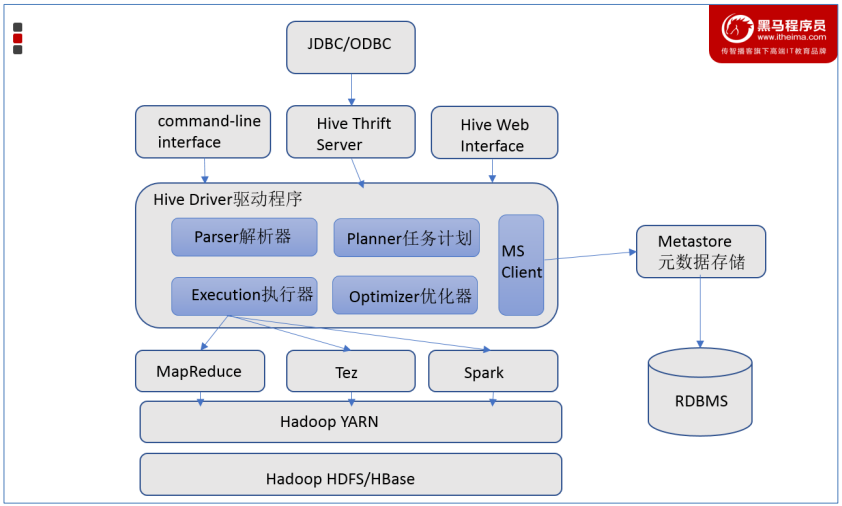 黑马程序员
www.itheima.com
传智播客旗下高端IT教育品牌
JDBC/ODBC
command-line
interface
Hive Thrift
Server
Hive Web
Interface
Hive Driver驱动程序
Parser解析器
Planner任务计划
MS
Client
Execution执行器
Optimizer优化器
Metastore
元数据存储
MapReduce
Tez
Spark
RDBMS
Hadoop YARN
Hadoop HDFS/HBase